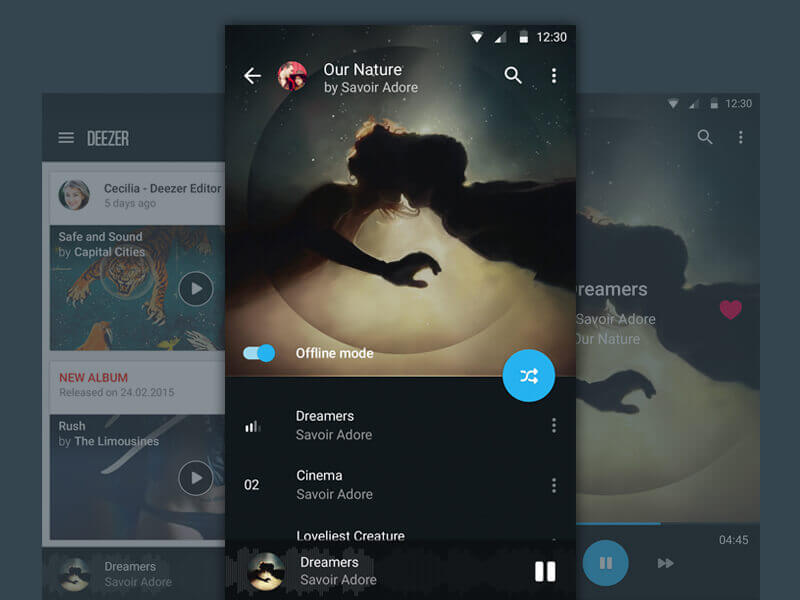 12:30
Our Nature
by Savoir Adore
Offline mode
Dreamers
Savoir Adore
02
Cinema
Savoir Adore
Loveliest Creature
Dreamers
Savoir Adore
DEEZER
Cecilia - Deezer Editor
5 days ago
Safe and Sound
by Capital Cities
NEW ALBUM
Released on 24.02.2015
Rush
by The Limousines
Dreamers
Savoir Adore
12:30
reamers
Savoir Adore
Our Nature
04:45